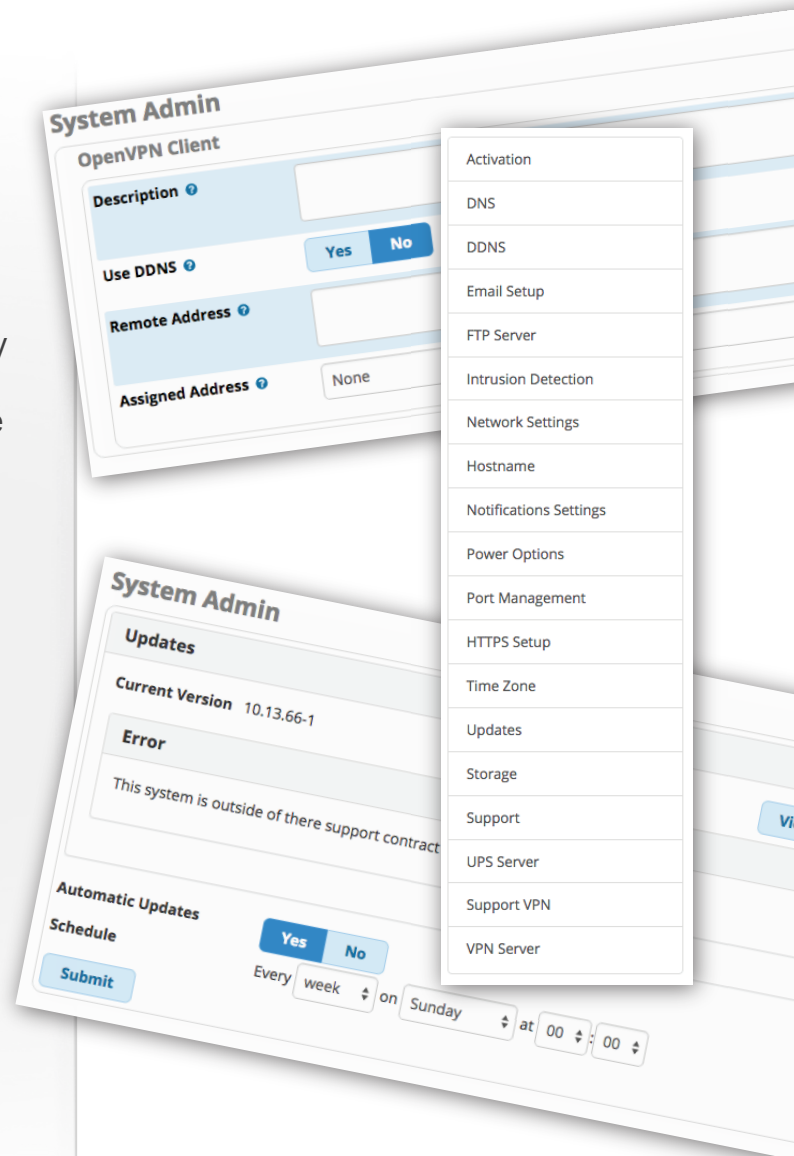 System Admin
OpenVPN Client
Description
Use DDNS
Yes No
Remote Address
Assigned Address
None
Activation
DNS
DDNS
Email Setup
FTP Server
Intrusion Detection
Network Settings
Hostname
Notifications Settings
Power Options
Port Management
HTTPS Setup
Time Zone
Updates
Storage
Support
UPS Server
Support VPN
VPN Server
System Admin
Updates
Current Version 10.13.66-1
Error
This system is outside of there support contract
Automatic Updates
Yes No
Schedule
Every week on Sunday at 00 : 00
Submit